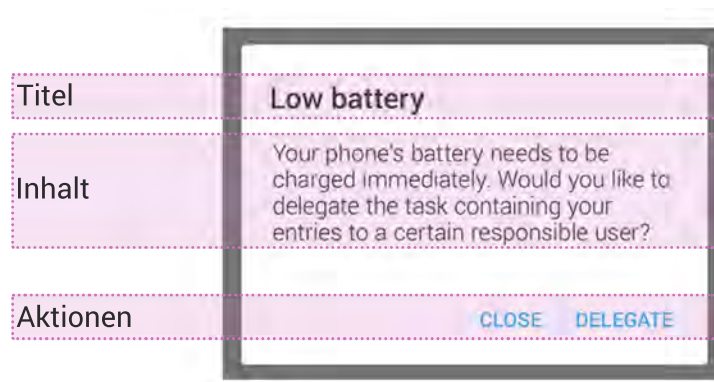 Titel
Low battery
Inhalt
Your phone's battery needs to be
charged immediately. Would you like to
delegate the task containing your
entries to a certain responsible user?
Aktionen
CLOSE DELEGATE